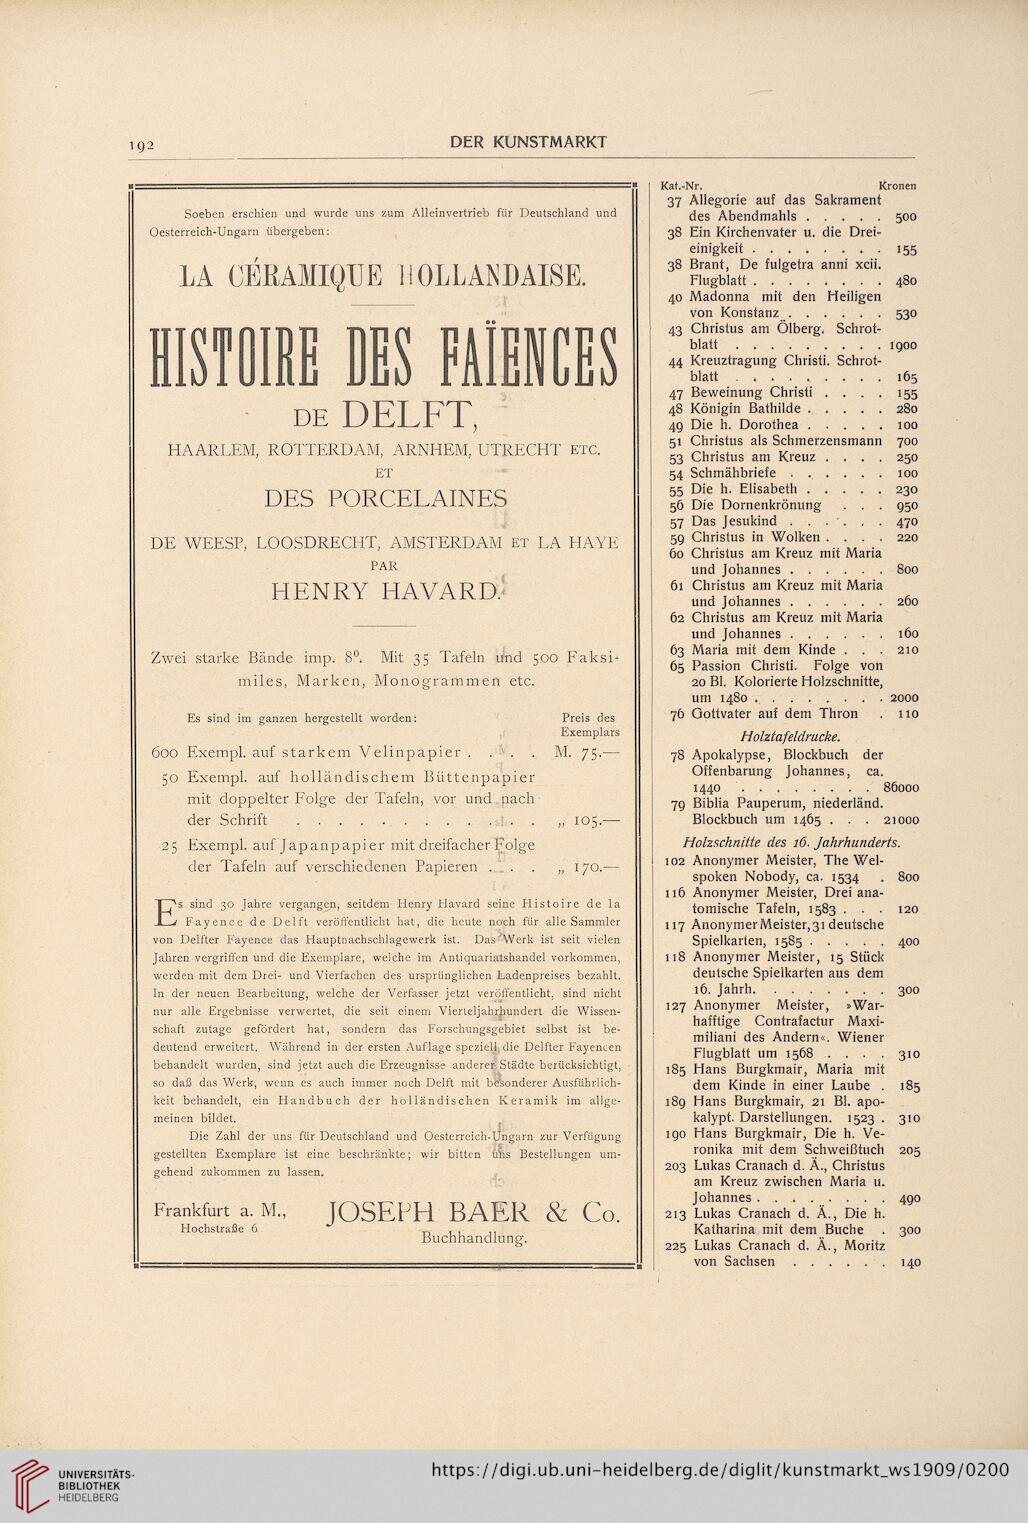 192
DER KUNSTMARKT
Soeben erschien und wurde uns zum Alleinvertrieb für Deutschland und
Oesterreich-Ungarn übergeben:
LA CÉRAMIQUE HOLLANDAISE.
HISTOIRE DES FAÏENCES
DE DELFT,
HAARLEM, ROTTERDAM, ARNHEM, UTRECHT ETC.
ET
DES PORCELAINES
DE WEESP, LOOSDRECHT, AMSTERDAM ET LA HAYE
PAR
HENRY HAVARD.
Zwei starke Bände imp. 8⁰. Mit 35 Tafeln und 500 Faksi-
miles, Marken, Monogrammen etc.
Es sind im ganzen hergestellt worden: Preis des
Exemplars
600 Exempl. auf starkem Velinpapier . . . . M. 75.—
50 Exempl. auf holländischem Büttenpapier
mit doppelter Folge der Tafeln, vor und nach
der Schrift . . . . . . . . . . . „ 105.—
25 Exempl. auf Japanpapier mit dreifacher Folge
der Tafeln auf verschiedenen Papieren . . . „ 170.—
Es sind 30 Jahre vergangen, seitdem Henry Havard seine Histoire de la
Fayence de Delft veröffentlicht hat, die heute noch für alle Sammler
von Delfter Fayence das Hauptnachschlagewerk ist. Das Werk ist seit vielen
Jahren vergriffen und die Exemplare, welche im Antiquariatshandel vorkommen,
werden mit dem Drei- und Vierfachen des ursprünglichen Ladenpreises bezahlt.
In der neuen Bearbeitung, welche der Verfasser jetzt veröffentlicht, sind nicht
nur alle Ergebnisse verwertet, die seit einem Vierteljahrhundert die Wissen-
schaft zutage gefördert hat, sondern das Forschungsgebiet selbst ist be-
deutend erweitert. Während in der ersten Auflage speziell die Delfter Fayencen
behandelt wurden, sind jetzt auch die Erzeugnisse anderer Städte berücksichtigt,
so daß das Werk, wenn es auch immer noch Delft mit besonderer Ausführlich-
keit behandelt, ein Handbuch der holländischen Keramik im allge-
meinen bildet.
Die Zahl der uns für Deutschland und Oesterreich-Ungarn zur Verfügung
gestellten Exemplare ist eine beschränkte; wir bitten uns Bestellungen um-
gehend zukommen zu lassen.
Frankfurt a. M., JOSEPH BAER & Co.
Hochstraße 6
Buchhandlung.
Kat.-Nr. Kronen
37 Allegorie auf das Sakrament
des Abendmahls . . . . . 500
38 Ein Kirchenvater u. die Drei-
einigkeit . . . . . . . . 155
38 Brant, De fulgetra anni xcii.
Flugblatt . . . . . . . . 480
40 Madonna mit den Heiligen
von Konstanz . . . . . . 530
43 Christus am Ölberg. Schrot-
blatt . . . . . . . . . 1900
44 Kreuztragung Christi. Schrot-
blatt . . . . . . . . . 165
47 Beweinung Christi . . . . 155
48 Königin Bathilde . . . . . 280
49 Die h. Dorothea . . . . . 100
51 Christus als Schmerzensmann 700
53 Christus am Kreuz . . . . 250
54 Schmähbriefe . . . . . . 100
55 Die h. Elisabeth . . . . . 230
56 Die Dornenkrönung . . . 950
57 Das Jesukind . . . . . . 470
59 Christus in Wolken . . . . 220
60 Christus am Kreuz mit Maria
und Johannes . . . . . . 800
61 Christus am Kreuz mit Maria
und Johannes . . . . . . 260
62 Christus am Kreuz mit Maria
und Johannes . . . . . . 160
63 Maria mit dem Kinde . . . 210
65 Passion Christi. Folge von
20 Bl. Kolorierte Holzschnitte,
um 1480 . . . . . . . . 2000
76 Gottvater auf dem Thron . 110
Holztafeldrucke.
78 Apokalypse, Blockbuch der
Offenbarung Johannes, ca.
1440 . . . . . . . . 86000
79 Biblia Pauperum, niederländ.
Blockbuch um 1465 . . . 21000
Holzschnitte des 16. Jahrhunderts.
102 Anonymer Meister, The Wel-
spoken Nobody, ca. 1534 . 800
116 Anonymer Meister, Drei ana-
tomische Tafeln, 1583 . . . 120
117 Anonymer Meister, 31 deutsche
Spielkarten, 1585 . . . . . 400
118 Anonymer Meister, 15 Stück
deutsche Spielkarten aus dem
16. Jahrh. . . . . . . . 300
127 Anonymer Meister, »War-
hafftige Contrafactur Maxi-
miliani des Andern«. Wiener
Flugblatt um 1568 . . . . 310
185 Hans Burgkmair, Maria mit
dem Kinde in einer Laube . 185
189 Hans Burgkmair, 21 Bl. apo-
kalypt. Darstellungen. 1523 . 310
190 Hans Burgkmair, Die h. Ve-
ronika mit dem Schweißtuch 205
203 Lukas Cranach d. Ä., Christus
am Kreuz zwischen Maria u.
Johannes . . . . . . . . 490
213 Lukas Cranach d. Ä., Die h.
Katharina mit dem Buche . 300
225 Lukas Cranach d. Ä., Moritz
von Sachsen . . . . . . 140
UNIVERSITÄTS-
BIBLIOTHEK
HEIDELBERG
https://digi.ub.uni-heidelberg.de/diglit/kunstmarkt_ws1909/0200